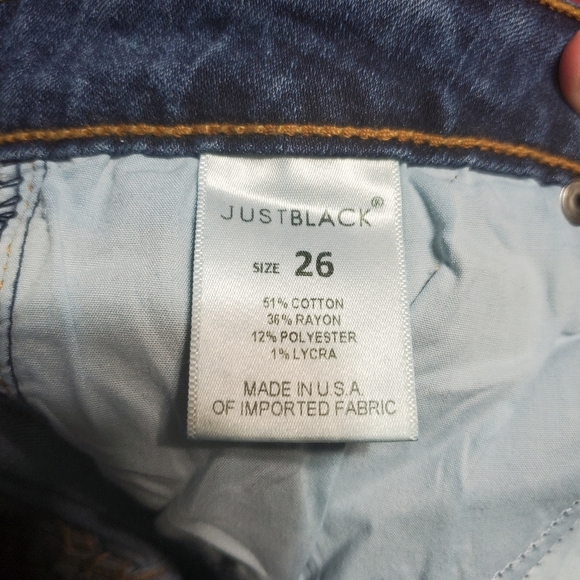 JUSTBLACK®
SIZE 26
51% COTTON
36% RAYON
12% POLYESTER
1% LYCRA
MADE IN U.S.A.
OF IMPORTED FABRIC